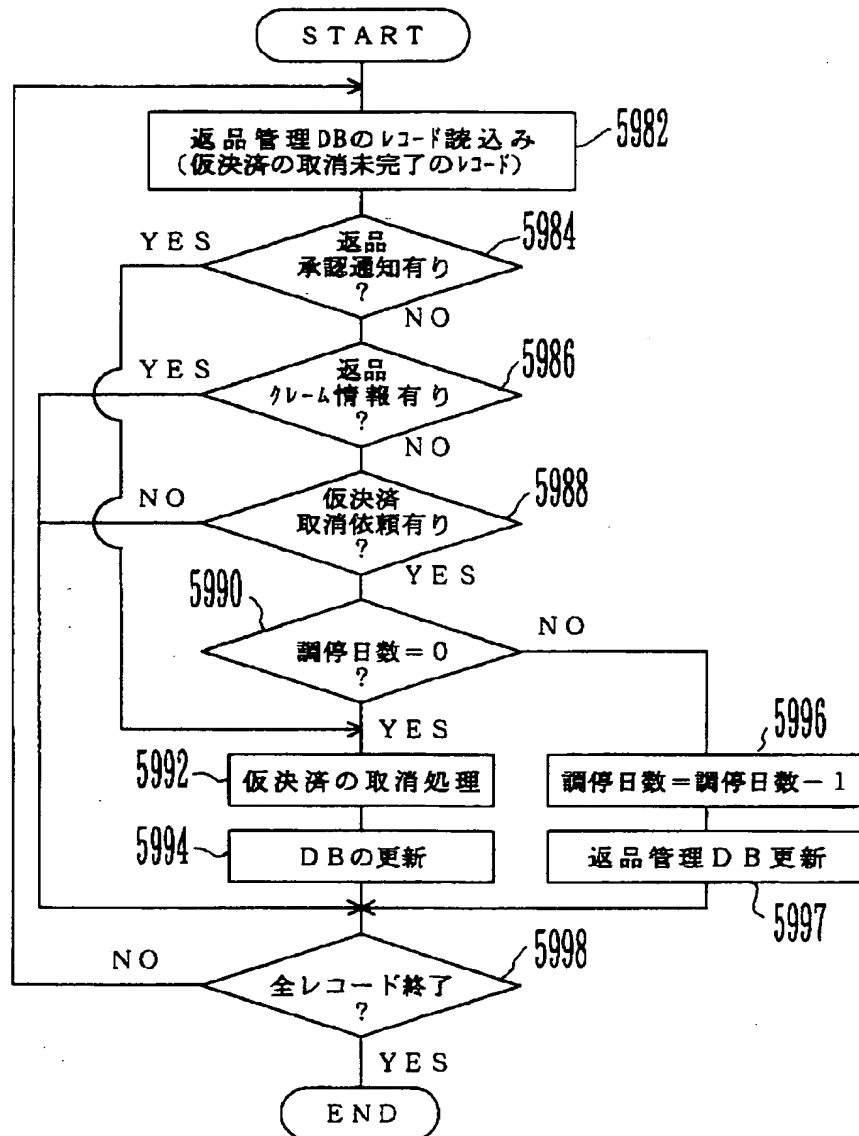 START
返品管理DBのレコード読込み
(仮決済の取消未完了のレコード)
5982
YES
返品
承認通知有り
?
5984
NO
YES
返品
クレーム情報有り
?
5986
NO
NO
仮決済
取消依頼有り
?
5988
YES
5990
調停日数=0
?
NO
YES
5996
5992
仮決済の取消処理
調停日数=調停日数-1
5994
DBの更新
返品管理DB更新
5997
NO
全レコード終了
?
5998
YES
END